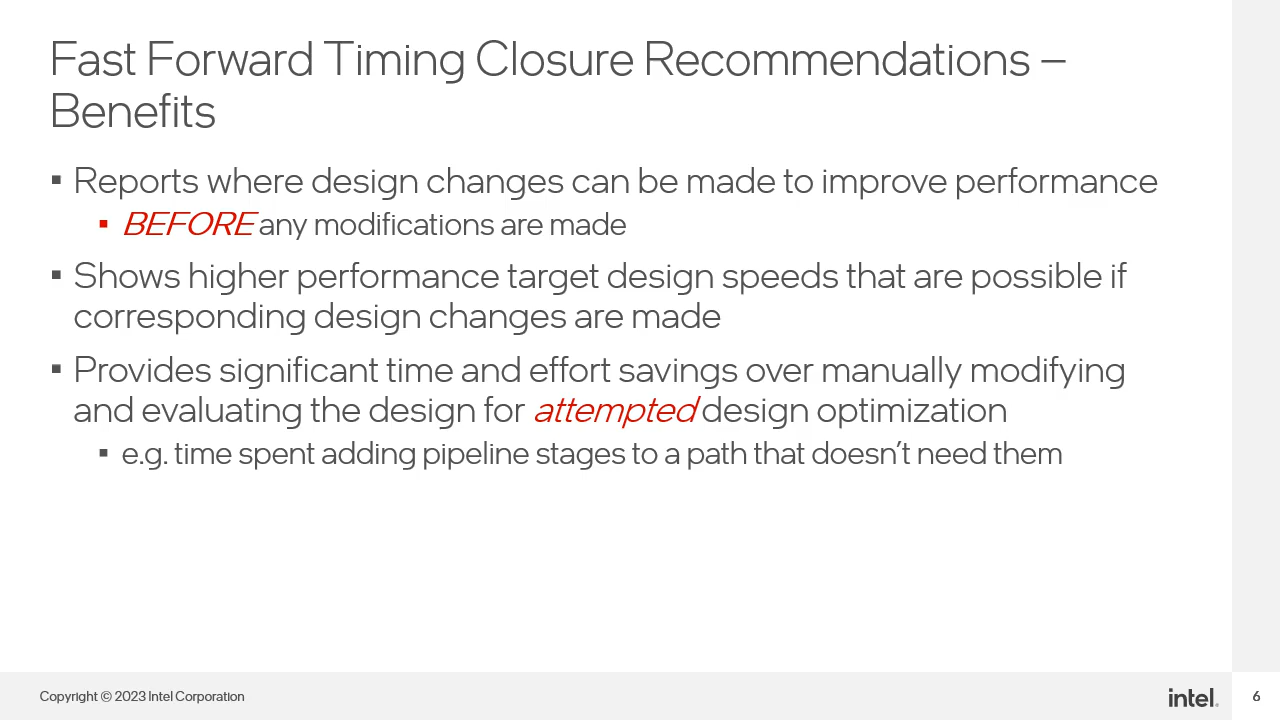 Fast Forward Timing Closure Recommendations –
Benefits
▪ Reports where design changes can be made to improve performance
▪ BEFORE any modifications are made
▪ Shows higher performance target design speeds that are possible if
corresponding design changes are made
▪ Provides significant time and effort savings over manually modifying
and evaluating the design for attempted design optimization
▪ e.g. time spent adding pipeline stages to a path that doesn’t need them
Copyright © 2023 Intel Corporation
intel.
6